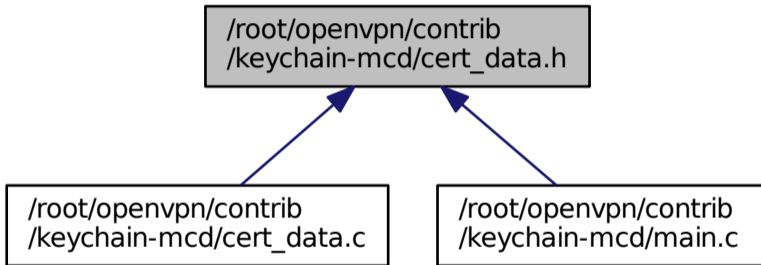 /root/openvpn/contrib
/keychain-mcd/cert_data.h
/root/openvpn/contrib
/keychain-mcd/cert_data.c
/root/openvpn/contrib
/keychain-mcd/main.c